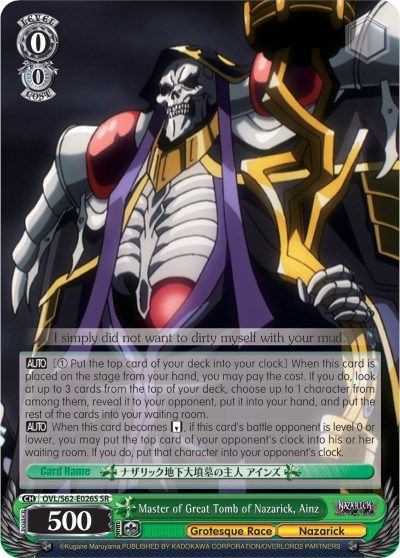 LEVEL
0
0
COST
I simply did not want to dirty myself with your mud.
AUTO [① Put the top card of your deck into your clock] When this card is
placed on the stage from your hand, you may pay the cost. If you do, look
at up to 3 cards from the top of your deck, choose up to 1 character from
among them, reveal it to your opponent, put it into your hand, and put the
rest of the cards into your waiting room.
AUTO When this card becomes [ ], if this card's battle opponent is level 0 or
lower, you may put the top card of your opponent's clock into his or her
waiting room. If you do, put that character into your opponent's clock.
Card Name ナザリック地下大墳墓の主人 アインズ
CH OVL/S62-E026S SR
Master of Great Tomb of Nazarick, Ainz
NAZARICK
POWER 500
Grotesque Race Nazarick
©Kugane Maruyama,PUBLISHED BY KADOKAWA CORPORATION/OVERLORD2 PARTNERS